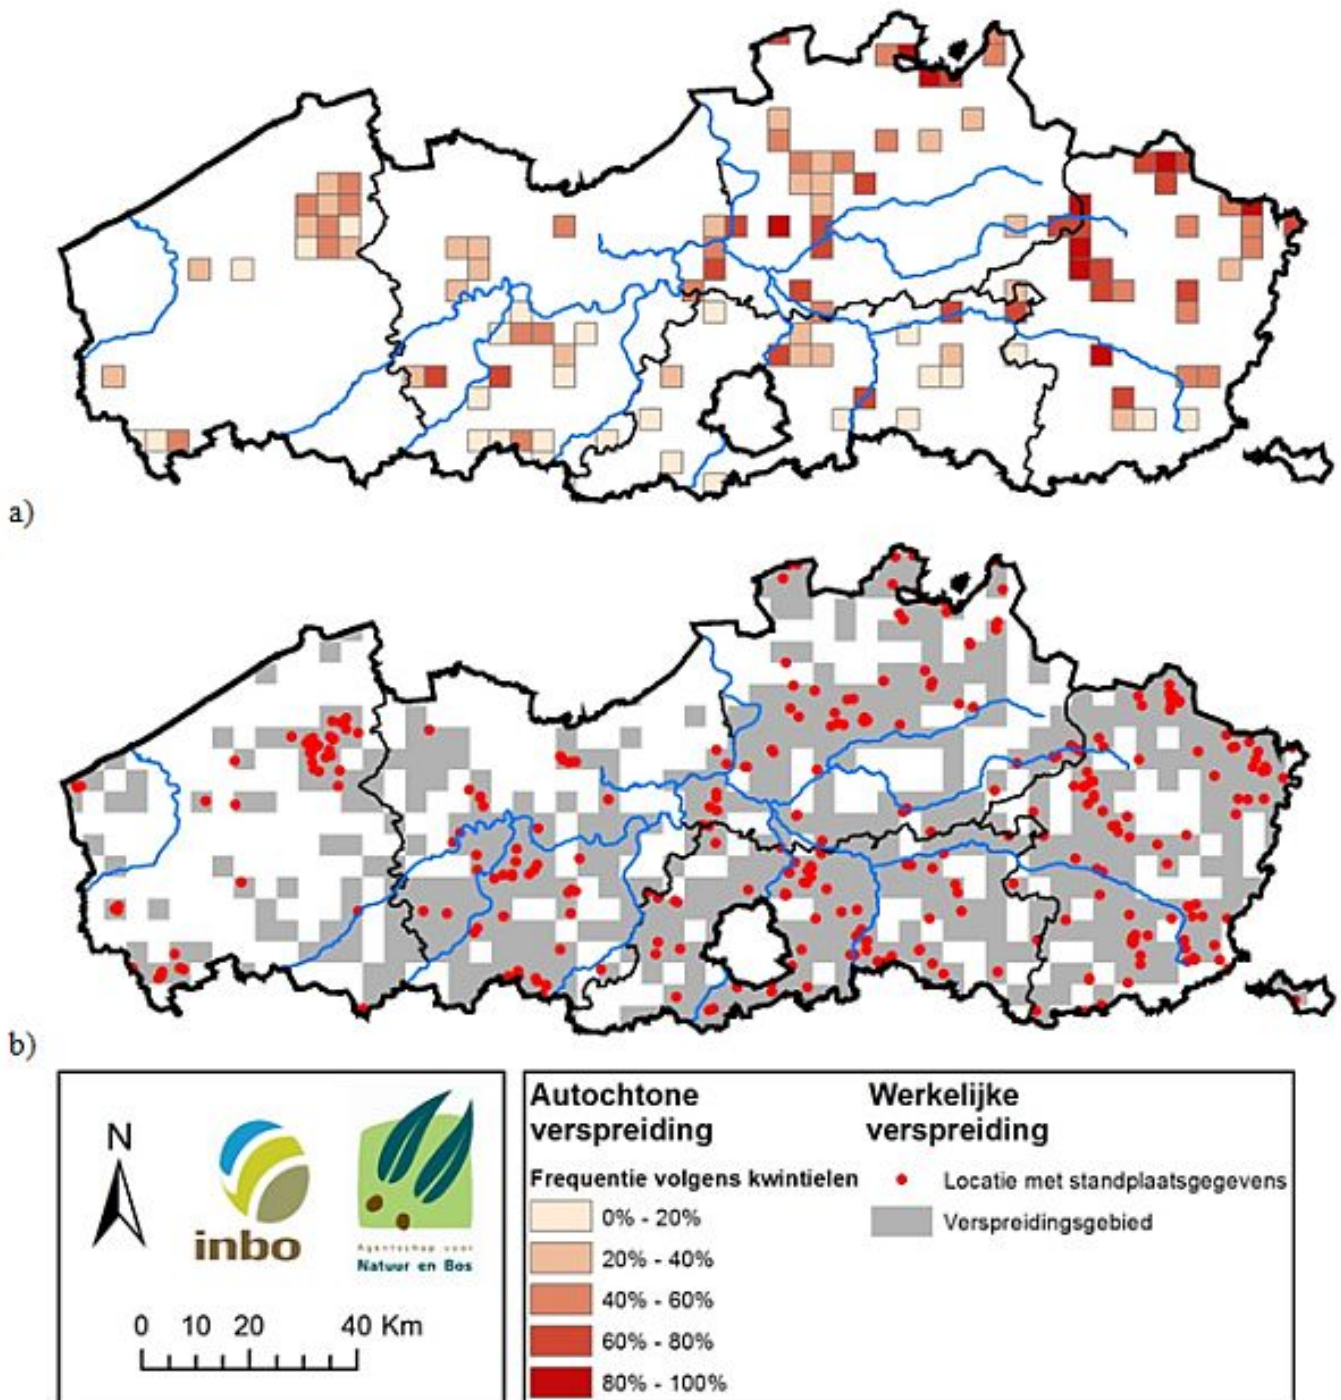 a)
b)
N
inbo
Agentschap voor
Natuur en Bos
0 10 20 40 Km
Autochtone
verspreiding
Frequentie volgens kwintielen
0% - 20%
20% - 40%
40% - 60%
60% - 80%
80% - 100%
Werkelijke
verspreiding
Locatie met standplaatsgegevens
Verspreidingsgebied